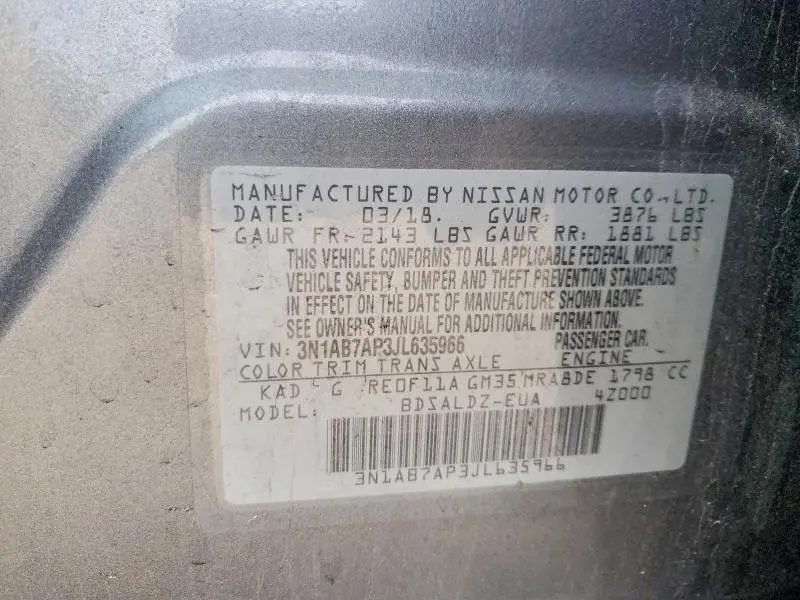 MANUFACTURED BY NISSAN MOTOR CO., LTD.
DATE: 03/18. GVWR: 3876 LBS
GAWR FR: 2143 LBS GAWR RR: 1881 LBS
THIS VEHICLE CONFORMS TO ALL APPLICABLE FEDERAL MOTOR
VEHICLE SAFETY, BUMPER AND THEFT PREVENTION STANDARDS
IN EFFECT ON THE DATE OF MANUFACTURE SHOWN ABOVE.
SEE OWNER'S MANUAL FOR ADDITIONAL INFORMATION.
VIN: 3N1AB7AP3JL635966 PASSENGER CAR.
COLOR TRIM TRANS AXLE ENGINE
KAD G RE0F11A GM35 MRA8DE 1798 CC
MODEL: BDSALDZ-EUA 4Z000
3N1AB7AP3JL635966